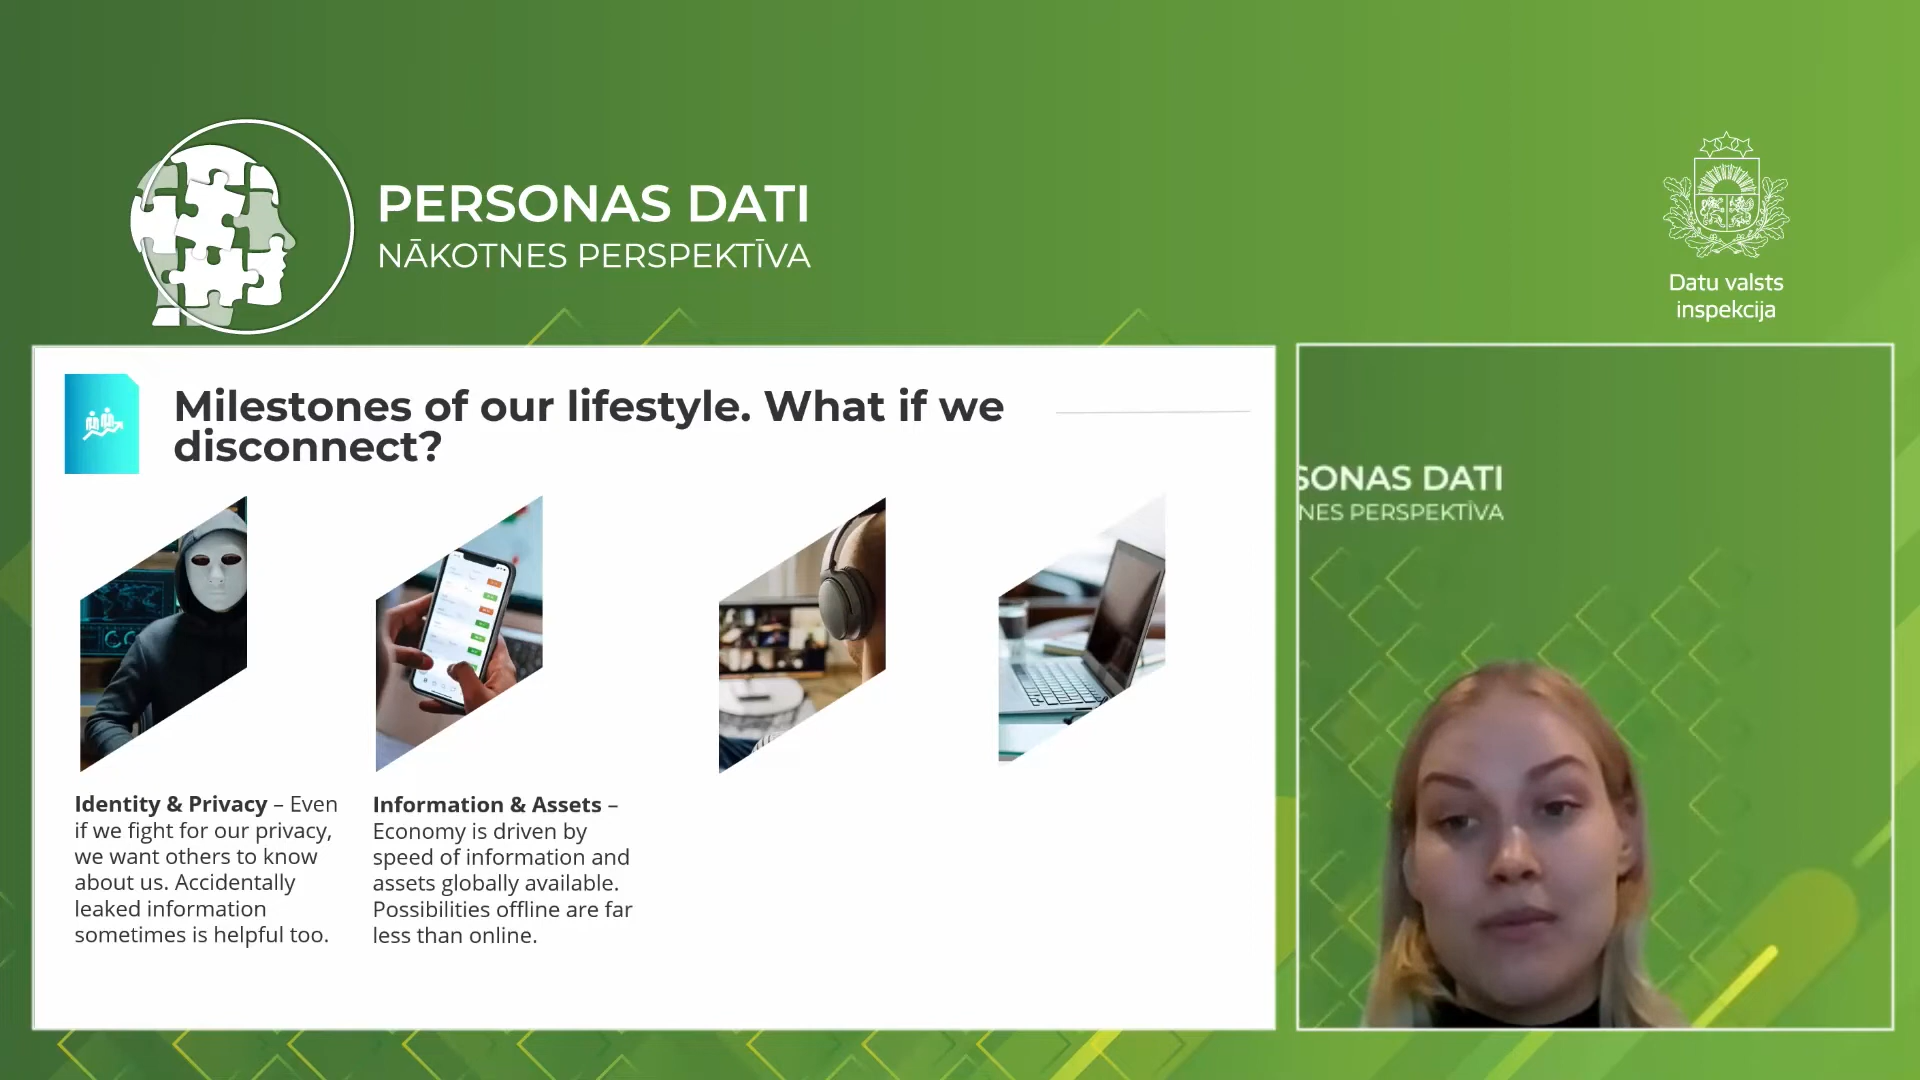 PERSONAS DATI
NĀKOTNES PERSPEKTĪVA
Datu valsts
inspekcija
Milestones of our lifestyle. What if we
disconnect?
Identity & Privacy – Even
if we fight for our privacy,
we want others to know
about us. Accidentally
leaked information
sometimes is helpful too.
Information & Assets –
Economy is driven by
speed of information and
assets globally available.
Possibilities offline are far
less than online.
SONAS DATI
NES PERSPEKTĪVA